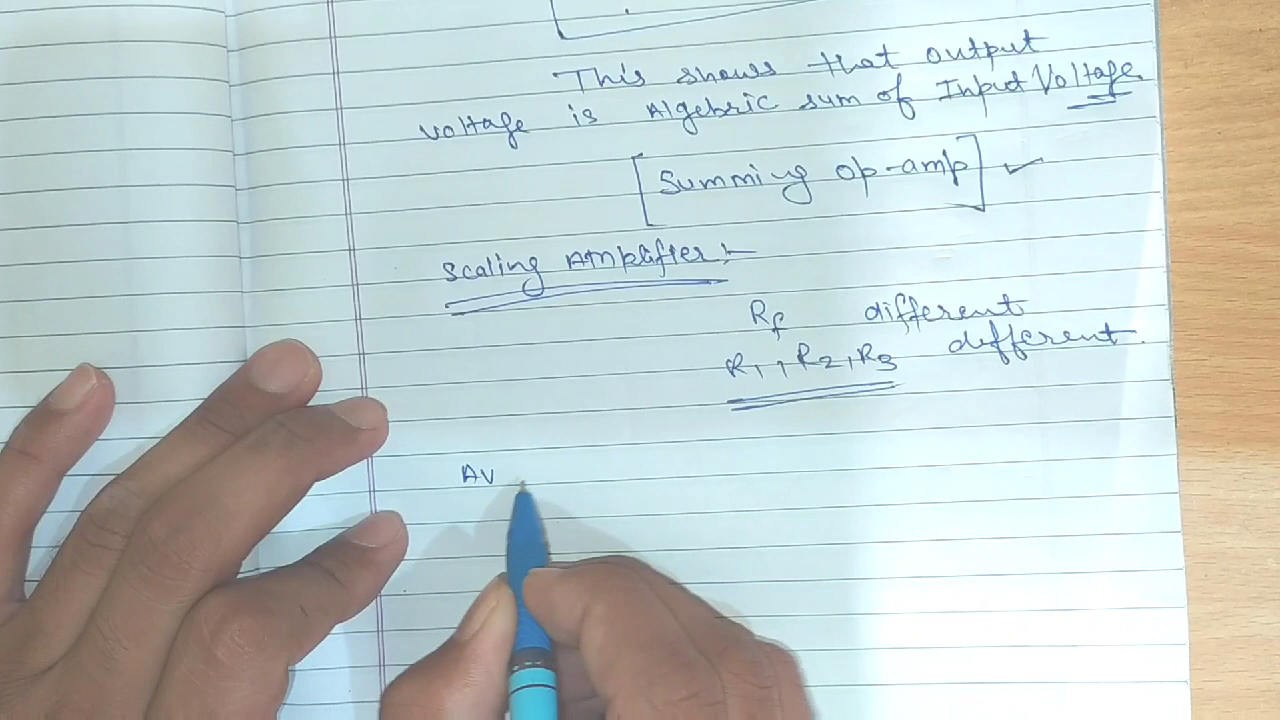 This shows that output
voltage is Algebric sum of Input Voltage
[Summing op-amp] ✓
Scaling Amplifier :-
Rf different
R1, R2, R3 different.
Av